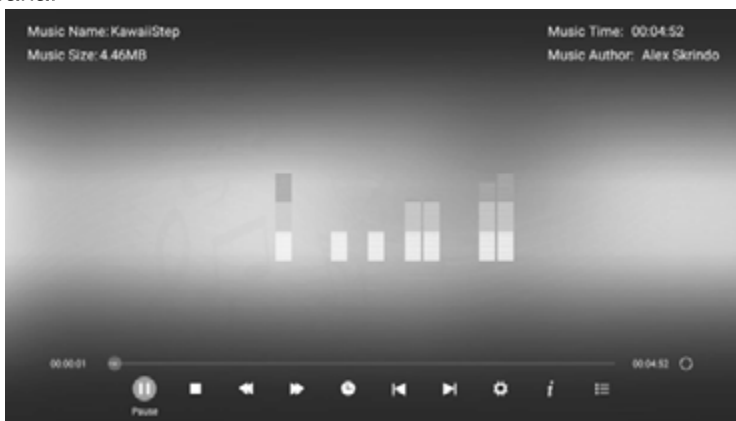 Music Name: KawaiiStep
Music Time: 00:04:52
Music Size: 4.46MB
Music Author: Alex Skrindo
00:00:01
00:04:52
Pause